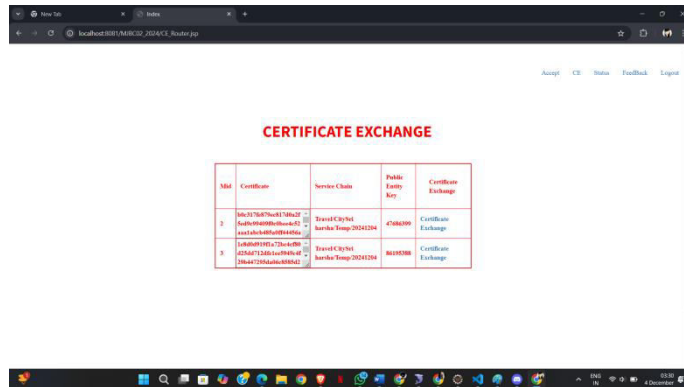 New Tab
Index
localhost:8081/MJBC02_2024/CE_Router.jsp
Accept CE Status FeedBack Logout
CERTIFICATE EXCHANGE
Mid Certificate Service Chain Public Entity Key Certificate Exchange
2 Travel/CitySet Certificate
harsha/Temp/20241204 47686399 Exchange
3 Travel/CitySet Certificate
harsha/Temp/20241204 86195388 Exchange
ENG 03:30
IN 4 December